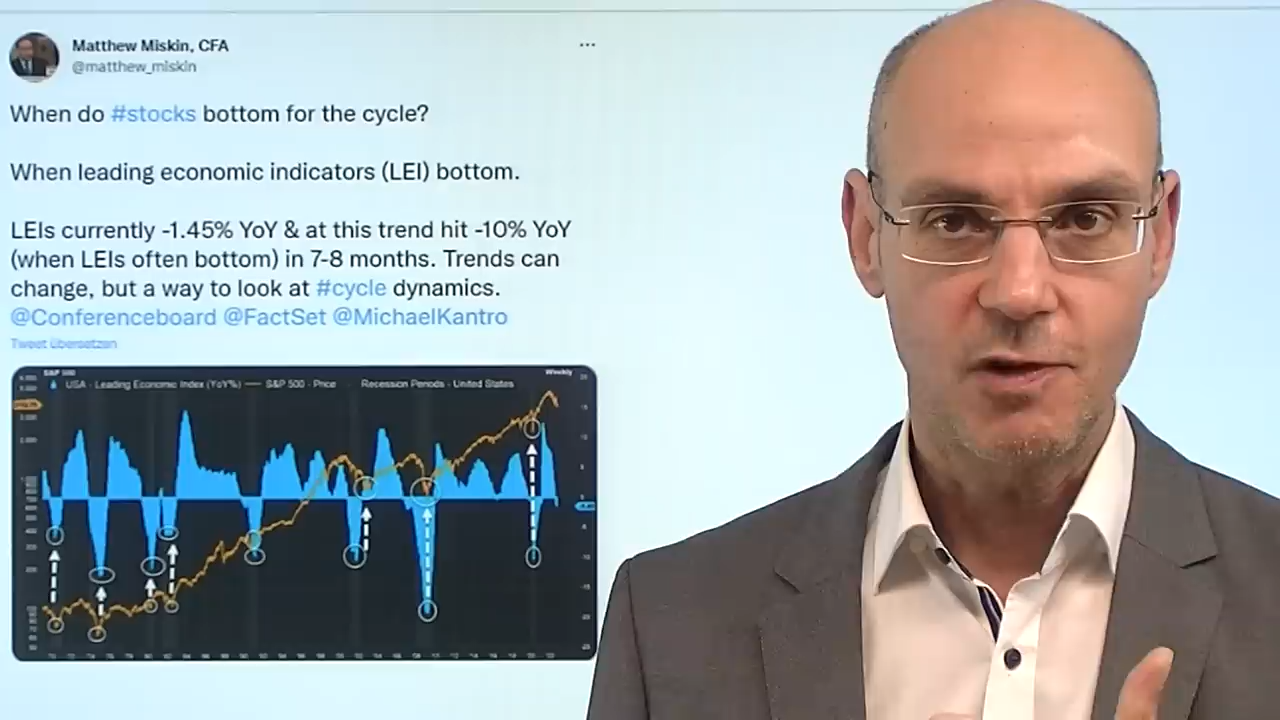 Matthew Miskin, CFA
@matthew_miskin
...
When do #stocks bottom for the cycle?
When leading economic indicators (LEI) bottom.
LEIs currently -1.45% YoY & at this trend hit -10% YoY
(when LEIs often bottom) in 7-8 months. Trends can
change, but a way to look at #cycle dynamics.
@Conferenceboard @FactSet @MichaelKantro
Tweet übersetzen
S&P 500
Weekly
USA - Leading Economic Index (YoY%) S&P 500 - Price Recession Periods - United States